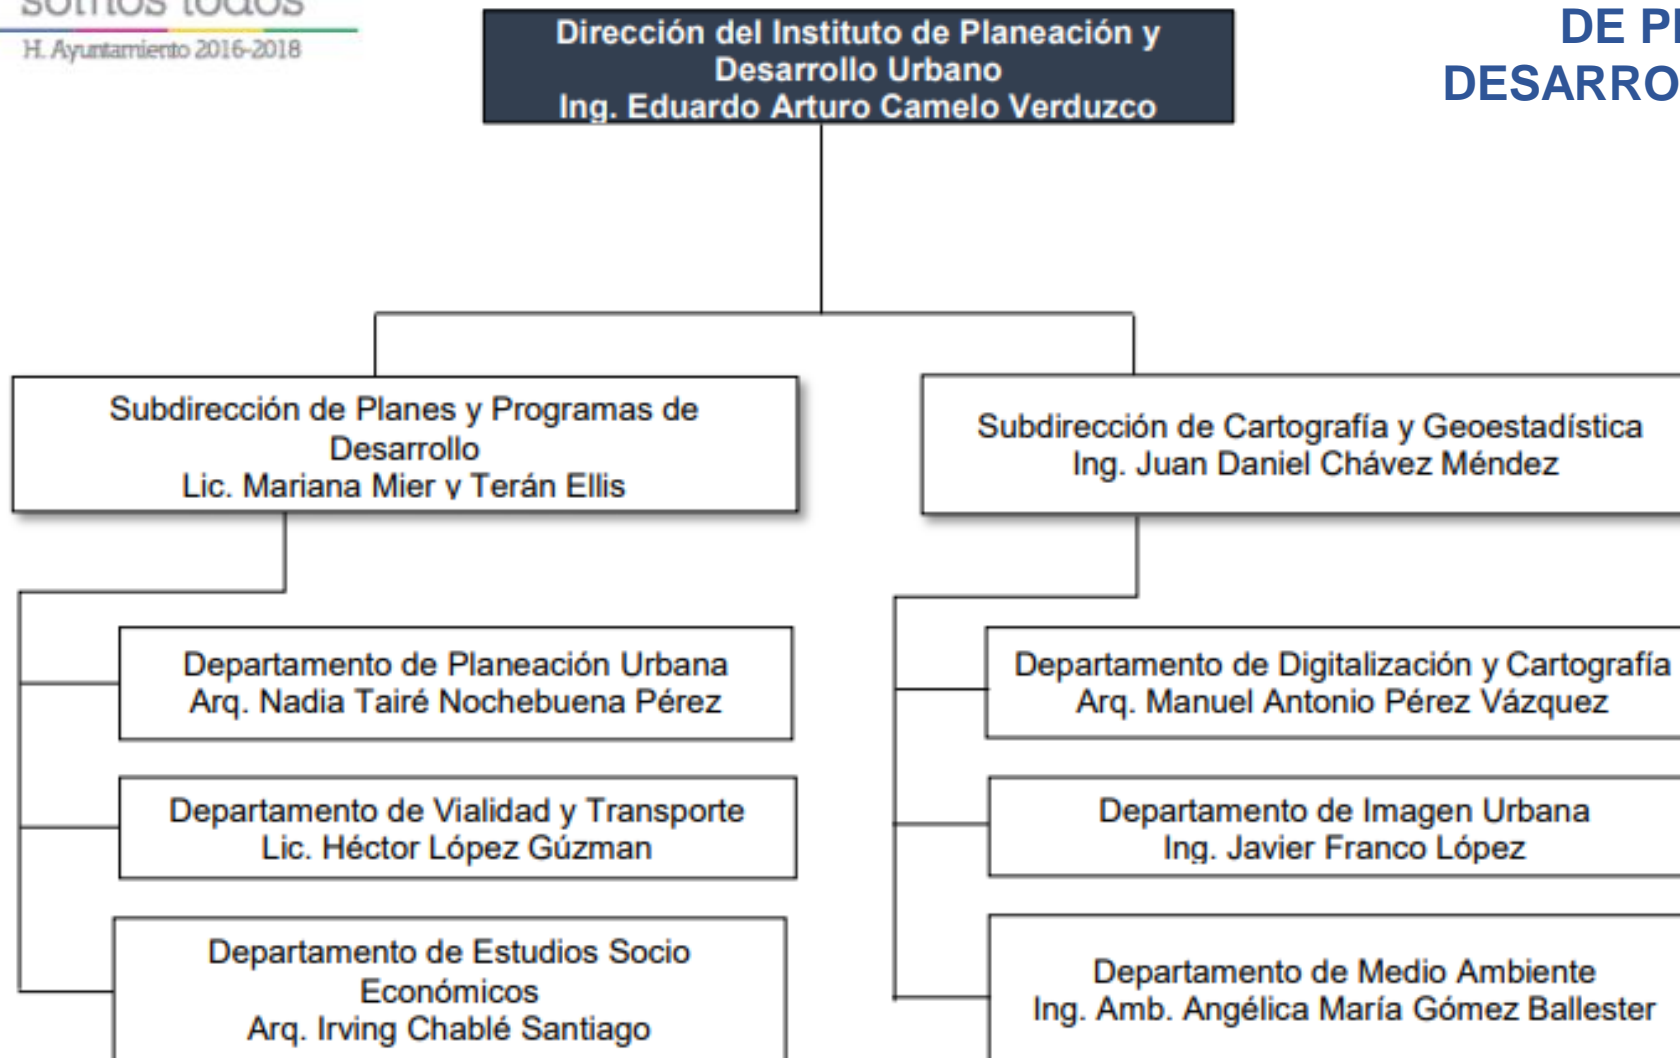 somos todos
H. Ayuntamiento 2016-2018
DE
DESARRO
Dirección del Instituto de Planeación y
Desarrollo Urbano
Ing. Eduardo Arturo Camelo Verduzco
Subdirección de Planes y Programas de
Desarrollo
Lic. Mariana Mier y Terán Ellis
Subdirección de Cartografía y Geoestadística
Ing. Juan Daniel Chávez Méndez
Departamento de Planeación Urbana
Arq. Nadia Tairé Nochebuena Pérez
Departamento de Vialidad y Transporte
Lic. Héctor López Gúzman
Departamento de Estudios Socio
Económicos
Arq. Irving Chablé Santiago
Departamento de Digitalización y Cartografía
Arq. Manuel Antonio Pérez Vázquez
Departamento de Imagen Urbana
Ing. Javier Franco López
Departamento de Medio Ambiente
Ing. Amb. Angélica María Gómez Ballester